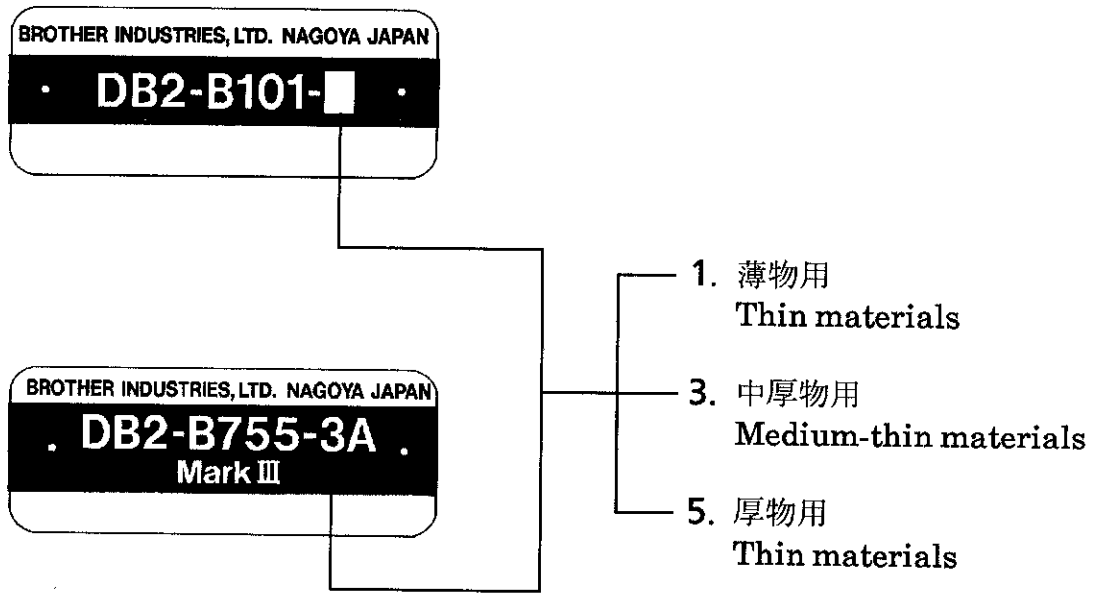 BROTHER INDUSTRIES, LTD. NAGOYA JAPAN
DB2-B101-
BROTHER INDUSTRIES, LTD. NAGOYA JAPAN
DB2-B755-3A
Mark Ⅲ
1. 薄物用
Thin materials
3. 中厚物用
Medium-thin materials
5. 厚物用
Thin materials